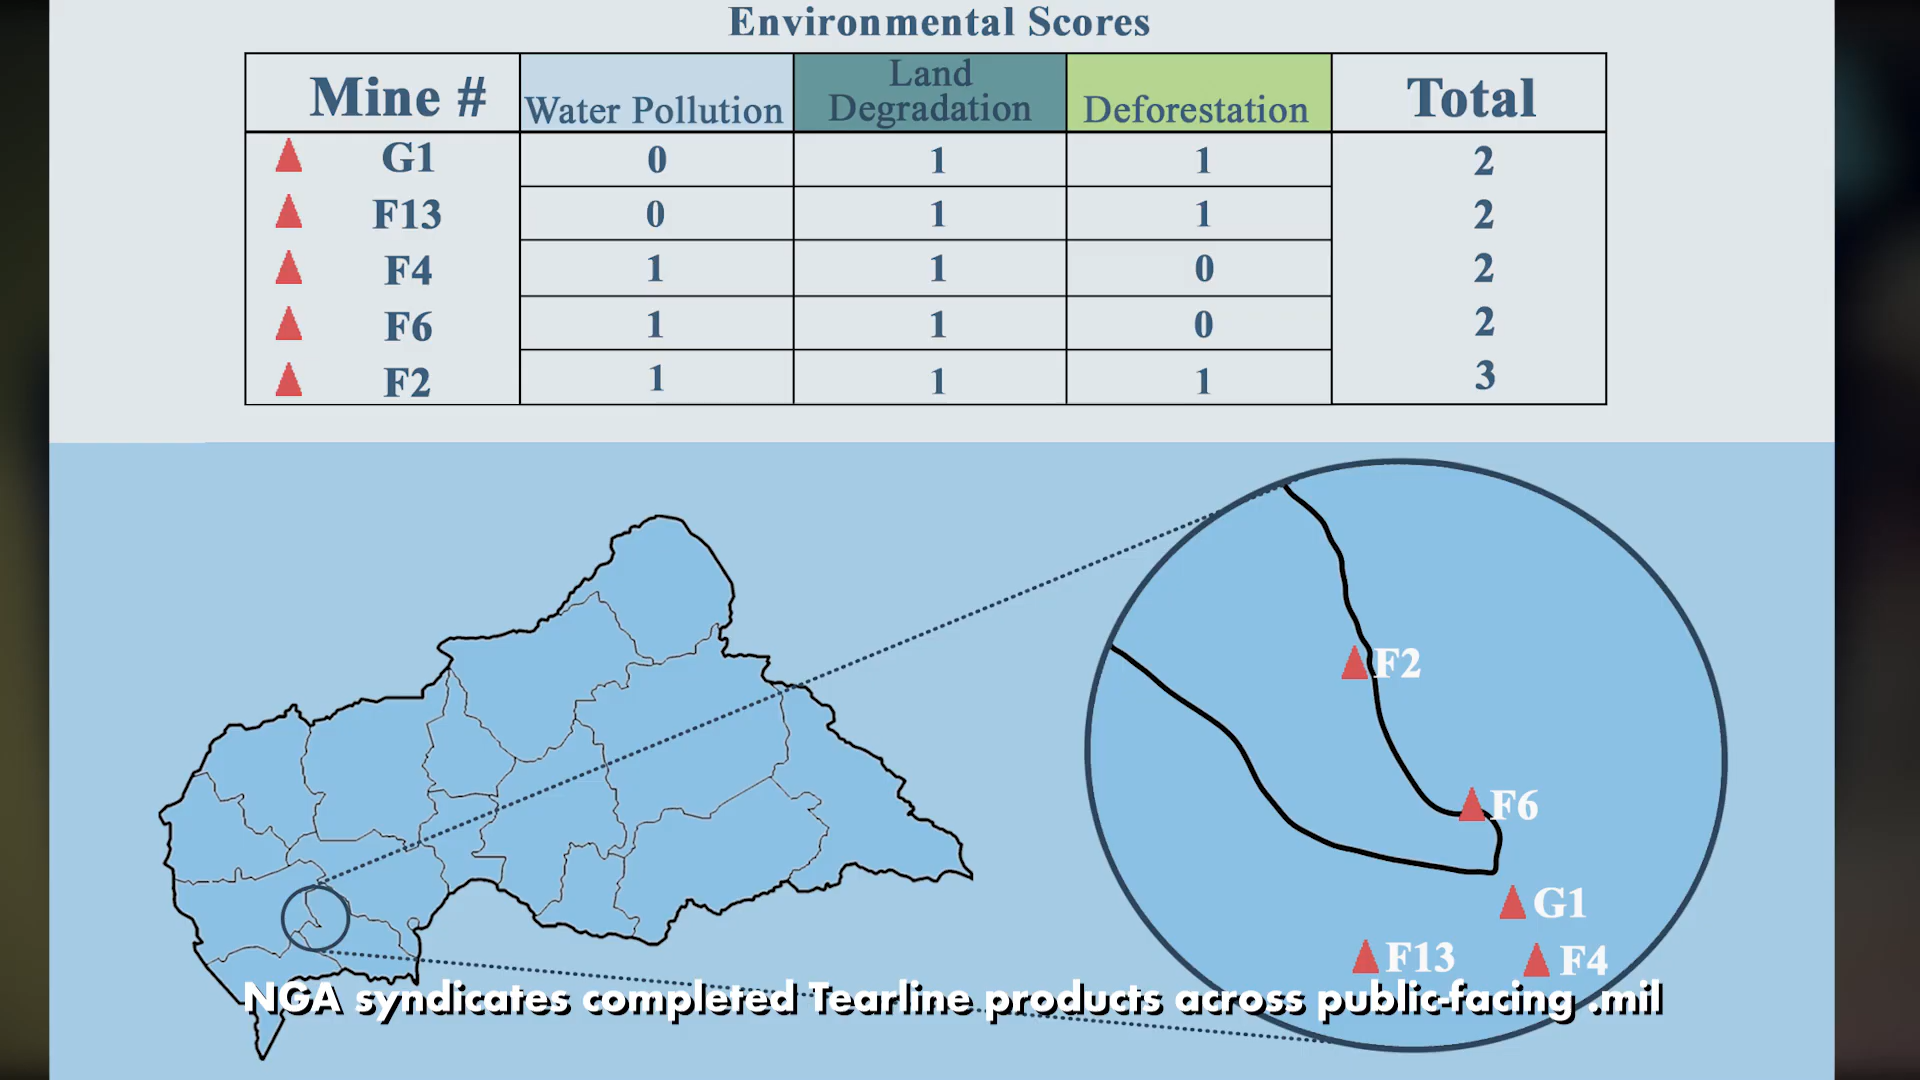 Environmental Scores
Mine #
Water Pollution
Land
Degradation
Deforestation
Total
G1 0 1 1 2
F13 0 1 1 2
F4 1 1 0 2
F6 1 1 0 2
F2 1 1 1 3
F2
F6
G1
F13
F4
NGA syndicates completed Tearline products across public-facing .mil